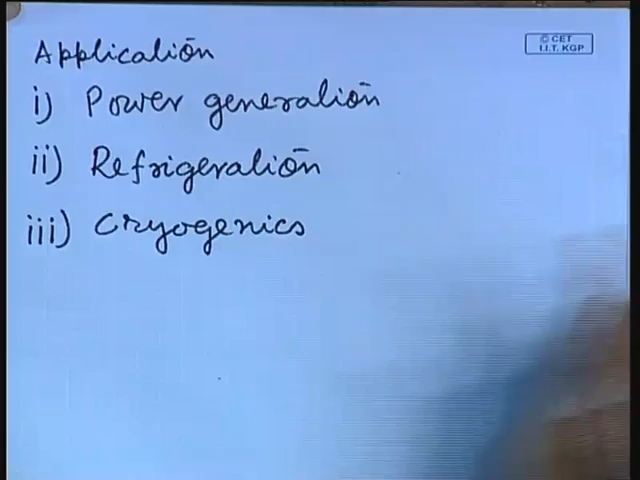 Application
© CET
I.I.T. KGP
i) Power generation
ii) Refrigeration
iii) Cryogenics